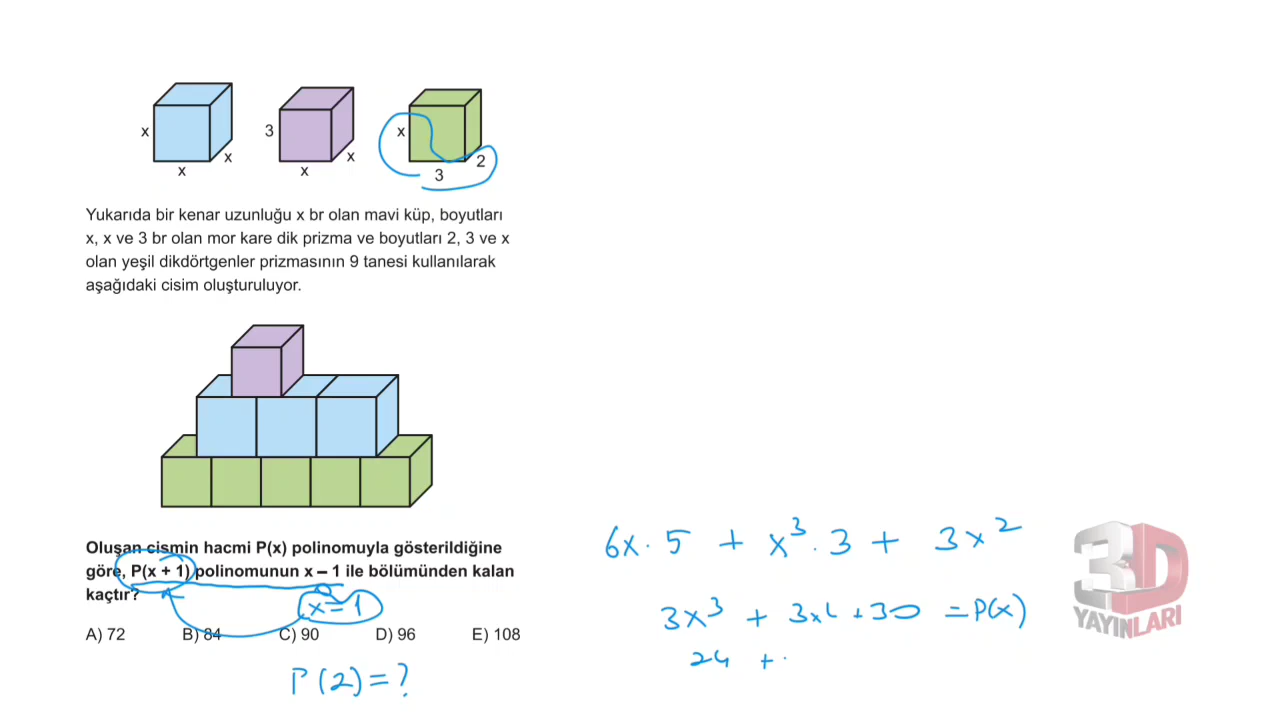 x
x
x
3
x
x
x
3
2
Yukarıda bir kenar uzunluğu x br olan mavi küp, boyutları
x, x ve 3 br olan mor kare dik prizma ve boyutları 2, 3 ve x
olan yeşil dikdörtgenler prizmasının 9 tanesi kullanılarak
aşağıdaki cisim oluşturuluyor.
Oluşan cismin hacmi P(x) polinomuyla gösterildiğine
göre, P(x + 1) polinomunun x – 1 ile bölümünden kalan
kaçtır?
x=1
A) 72 B) 84 C) 90 D) 96 E) 108
P(2)=?
6x·5 + x³·3 + 3x²
3x³ + 3x² + 30 = P(x)
24 + ·
3D
YAYINLARI